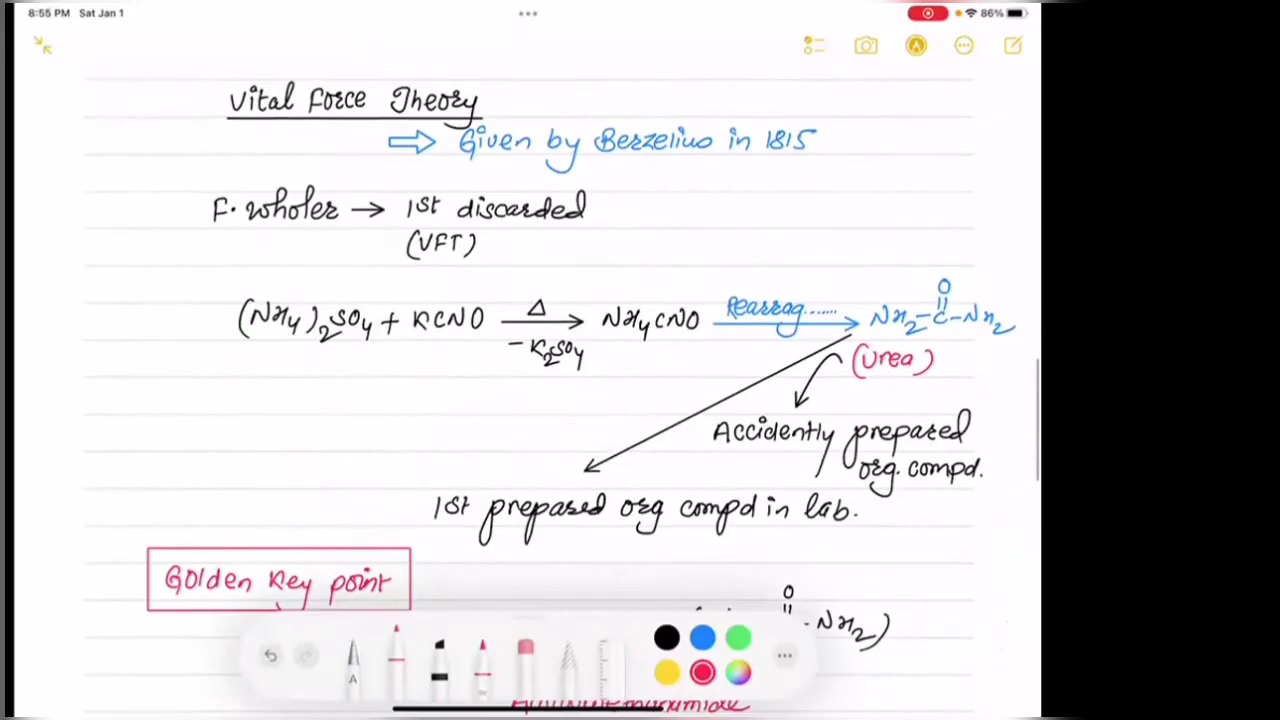 8:55 PM Sat Jan 1
86%
Vital Force Theory
⇒ Given by Berzelius in 1815
F. Wholer → 1st discarded
(VFT)
(NH4)2SO4 + KCNO Δ → - K2SO4 NH4CNO Rearrag....... → NH2-C-NH2
O
(Urea)
Accidently prepared
org. compd.
1st prepared org compd in lab.
Golden Key point
O
NH2)